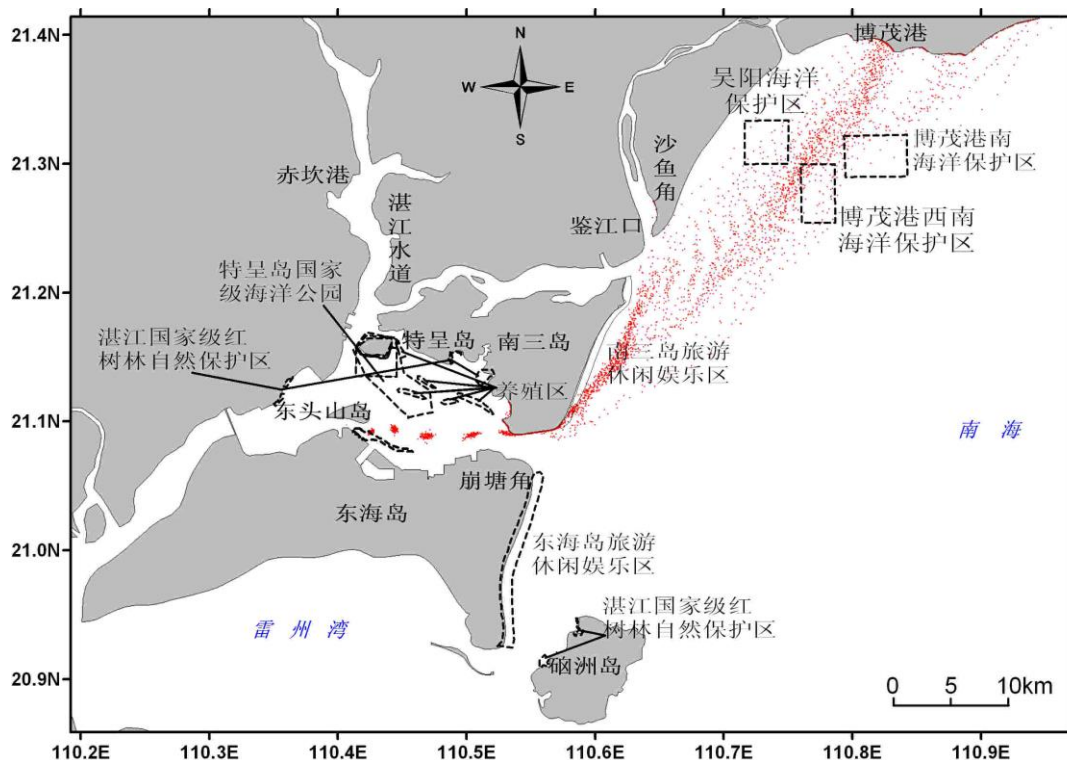 21.4N
21.3N
21.2N
21.1N
21.0N
20.9N
110.2E
110.3E
110.4E
110.5E
110.6E
110.7E
110.8E
110.9E
N
W
E
S
博茂港
吴阳海洋
保护区
博茂港南
海洋保护区
博茂港西南
海洋保护区
沙鱼角
赤坎港
湛江水道
鉴江口
特呈岛国家
级海洋公园
湛江国家级红
树林自然保护区
特呈岛
南三岛
南三岛旅游
休闲娱乐区
养殖区
东头山岛
南 海
崩塘角
东海岛
东海岛旅游
休闲娱乐区
湛江国家级红
树林自然保护区
雷 州 湾
硇洲岛
0 5 10km